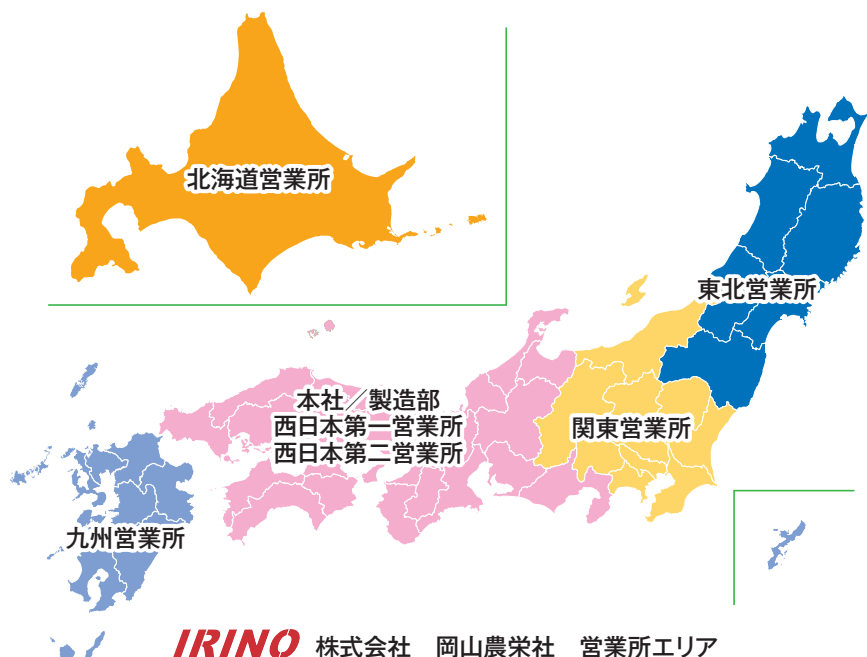 北海道営業所
東北営業所
本社／製造部
西日本第一営業所
西日本第二営業所
関東営業所
九州営業所
IRINO 株式会社　岡山農栄社　営業所エリア